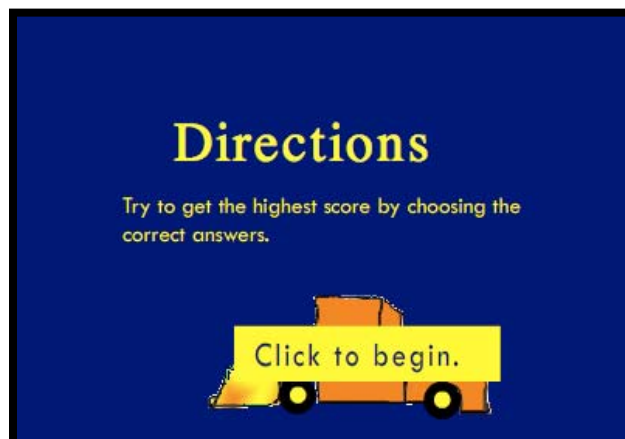 Directions
Try to get the highest score by choosing the
correct answers.
Click to begin.